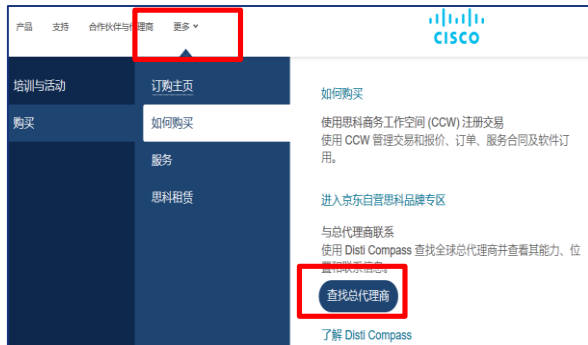 产品 支持 合作伙伴与代理商 更多
CISCO
培训与活动
购买
订购主页
如何购买
服务
思科租赁
如何购买
使用思科商务工作空间 (CCW) 注册交易
使用 CCW 管理交易和报价、订单、服务合同及软件订
用。
进入京东自营思科品牌专区
与总代理商联系
使用 Disti Compass 查找全球总代理商并查看其能力、位
置和联系信息。
查找总代理商
了解 Disti Compass